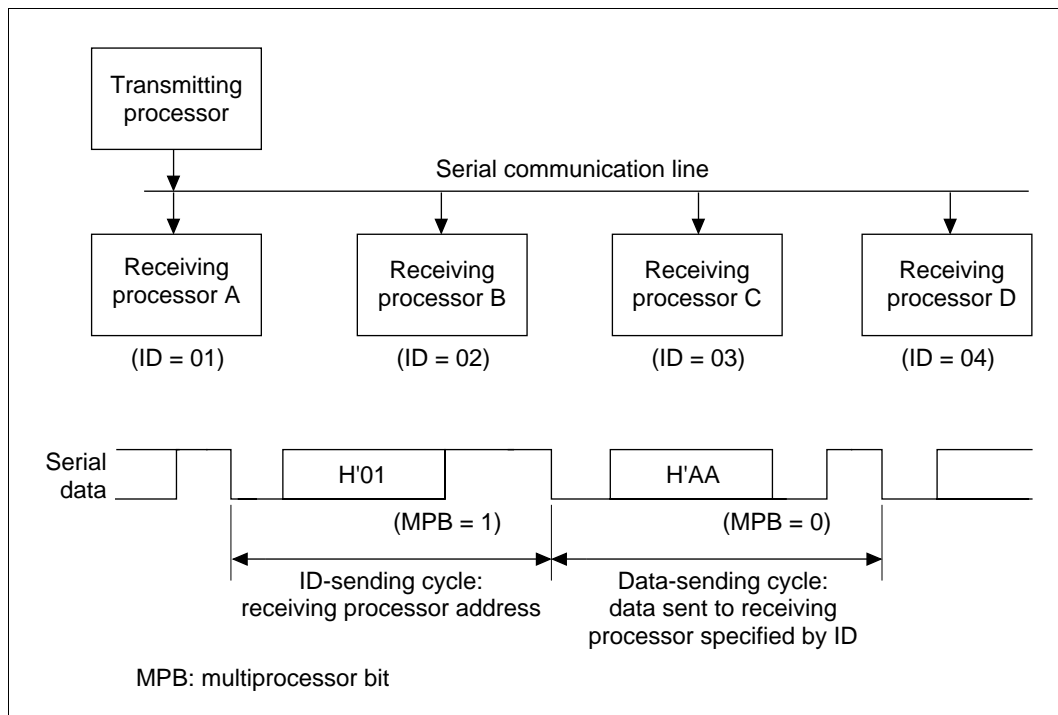 Transmitting
processor
Serial communication line
Receiving
processor A
(ID = 01)
Receiving
processor B
(ID = 02)
Receiving
processor C
(ID = 03)
Receiving
processor D
(ID = 04)
Serial
data
H'01
H'AA
(MPB = 1)
(MPB = 0)
ID-sending cycle:
receiving processor address
Data-sending cycle:
data sent to receiving
processor specified by ID
MPB: multiprocessor bit